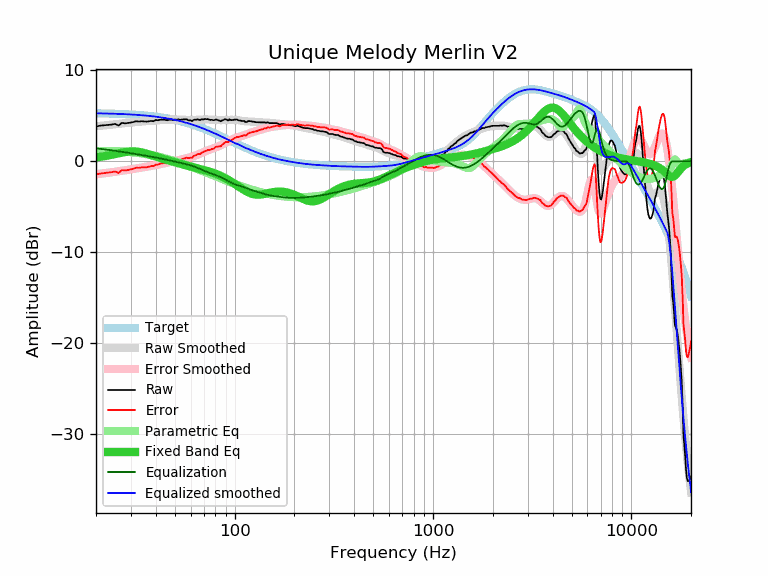 Unique Melody Merlin V2
10
0
−10
−20
−30
Amplitude (dBr)
Target
Raw Smoothed
Error Smoothed
Raw
Error
Parametric Eq
Fixed Band Eq
Equalization
Equalized smoothed
100
1000
10000
Frequency (Hz)